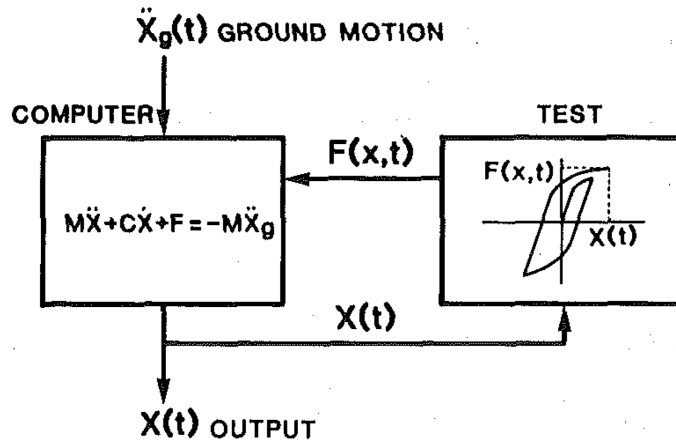 Ẍg(t) GROUND MOTION
COMPUTER
TEST
F(x,t)
F(x,t)
MẌ+CẊ+F=-MẌg
X(t)
X(t)
X(t) OUTPUT